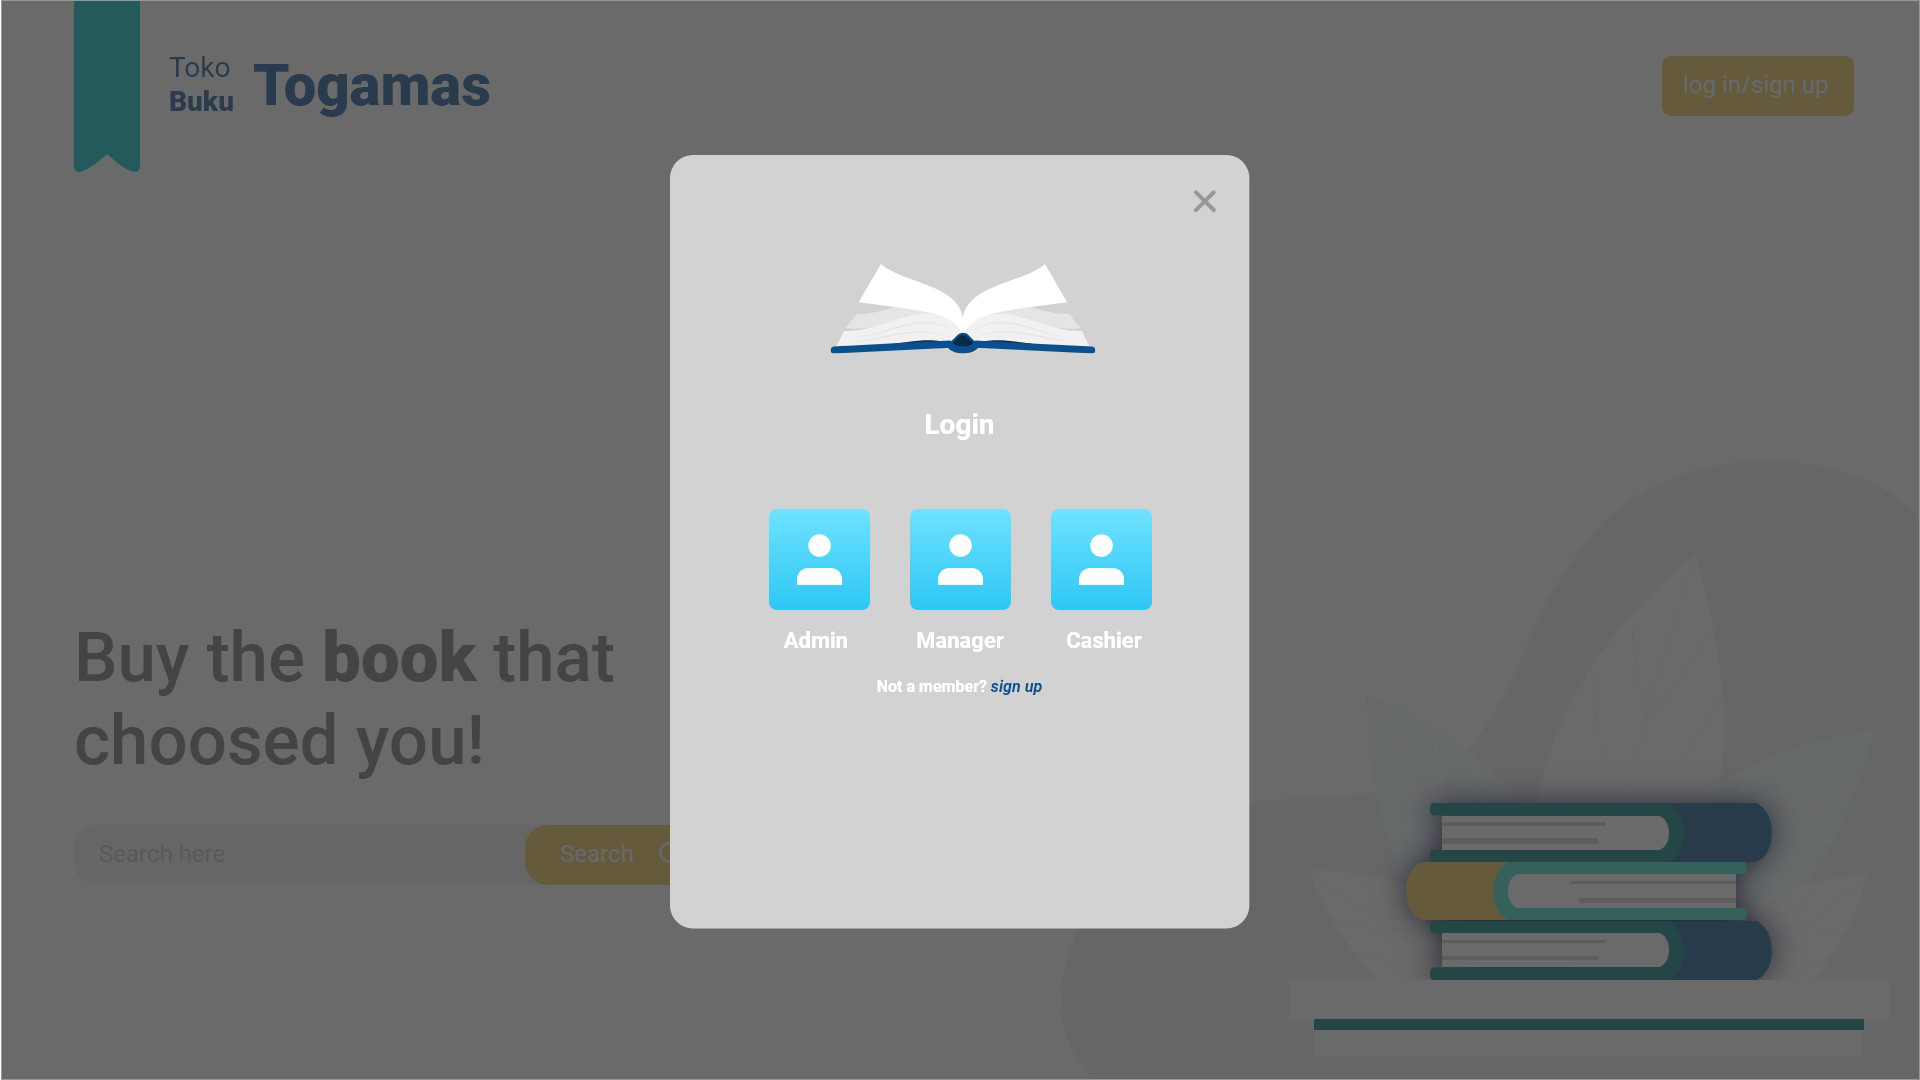 Toko
Buku
Togamas
log in/sign up
Login
Admin
Manager
Cashier
Not a member? sign up
Buy the book that
choosed you!
Search here
Search